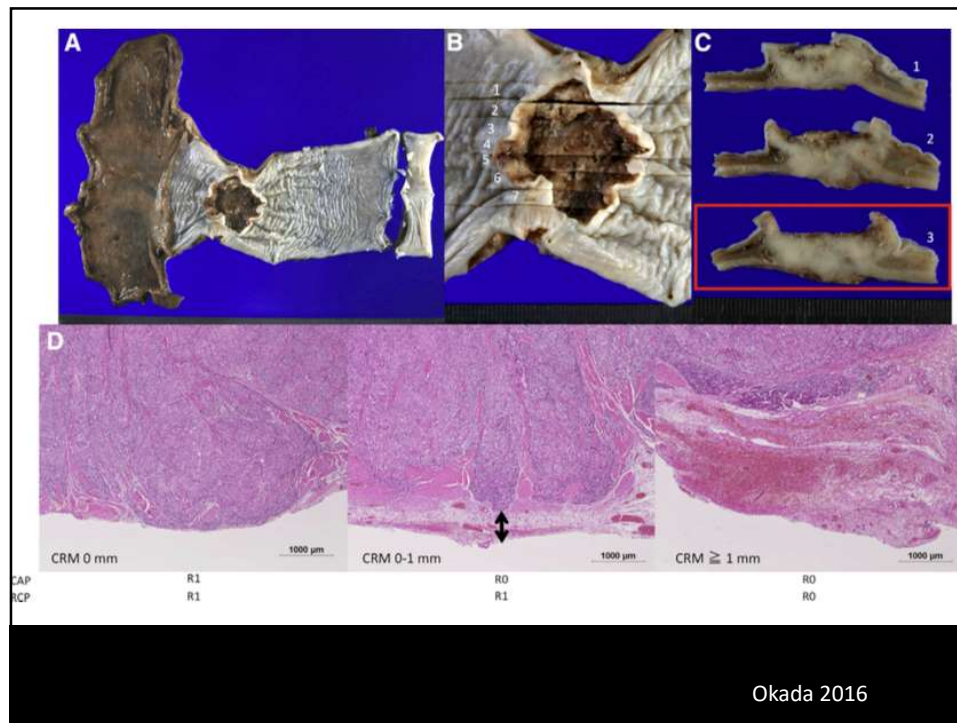 A
B
C
1
2
3
4
5
6
1
2
3
D
CRM 0 mm
1000 µm
CRM 0-1 mm
1000 µm
CRM ≧ 1 mm
1000 µm
CAP R1 R0 R0
RCP R1 R1 R0
Okada 2016